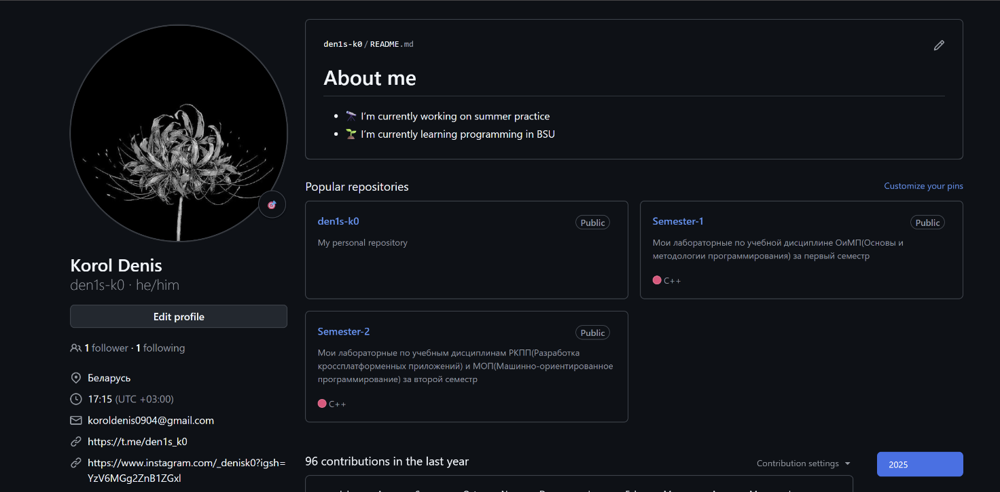 den1s-k0/README.md
About me
I'm currently working on summer practice
I'm currently learning programming in BSU
Popular repositories
Customize your pins
den1s-k0
Public
My personal repository
Semester-1
Public
Мои лабораторные по учебной дисциплине ОиМП(Основы и
методологии программирования) за первый семестр
C++
Semester-2
Public
Мои лабораторные по учебным дисциплинам РКПП(Разработка
кроссплатформенных приложений) и МОП(Машинно-ориентированное
программирование) за второй семестр
C++
Korol Denis
den1s-k0 · he/him
Edit profile
1 follower · 1 following
Беларусь
17:15 (UTC +03:00)
koroldenis0904@gmail.com
https://t.me/den1s_k0
https://www.instagram.com/_denisk0?igsh=
YzV6MGg2ZnB1ZGxl
96 contributions in the last year
Contribution settings
2025